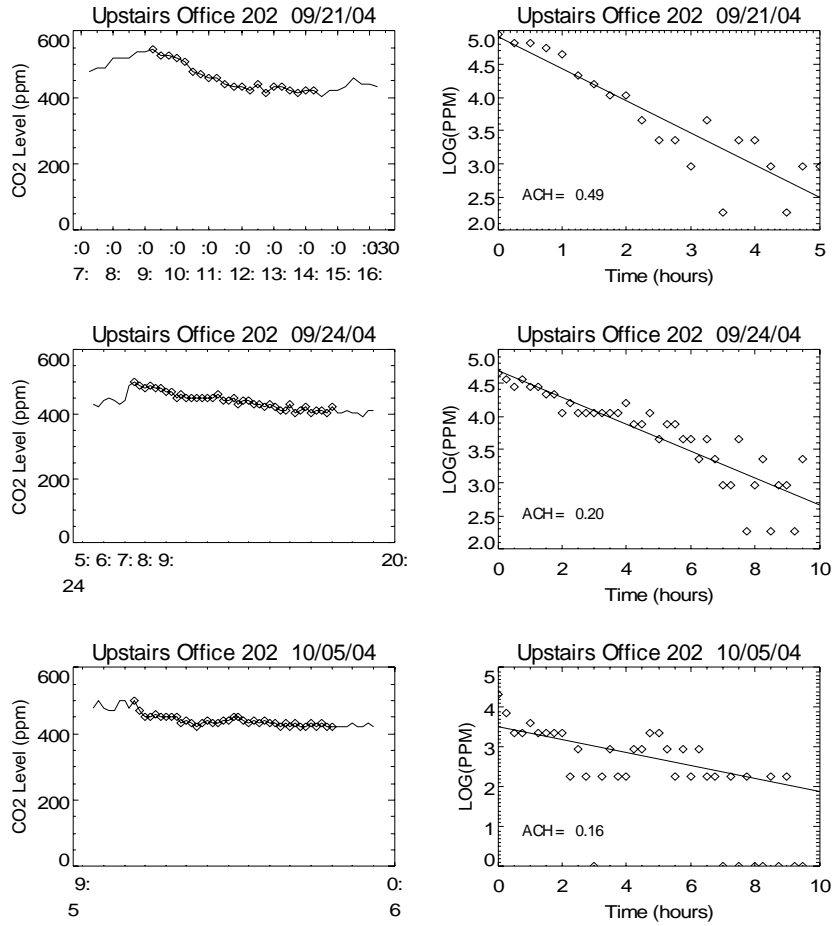 Upstairs Office 202 09/21/04
600
400
200
0
CO2 Level (ppm)
:0 :0 :0 :0 :0 :0 :0 :0 :0 :030
7: 8: 9: 10: 11: 12: 13: 14: 15: 16:
Upstairs Office 202 09/21/04
5.0
4.5
4.0
3.5
3.0
2.5
2.0
LOG(PPM)
ACH = 0.49
0 1 2 3 4 5
Time (hours)
Upstairs Office 202 09/24/04
600
400
200
0
CO2 Level (ppm)
5: 6: 7: 8: 9: 20:
24
Upstairs Office 202 09/24/04
5.0
4.5
4.0
3.5
3.0
2.5
2.0
LOG(PPM)
ACH = 0.20
0 2 4 6 8 10
Time (hours)
Upstairs Office 202 10/05/04
600
400
200
0
CO2 Level (ppm)
9: 0:
5 6
Upstairs Office 202 10/05/04
5
4
3
2
1
0
LOG(PPM)
ACH = 0.16
0 2 4 6 8 10
Time (hours)